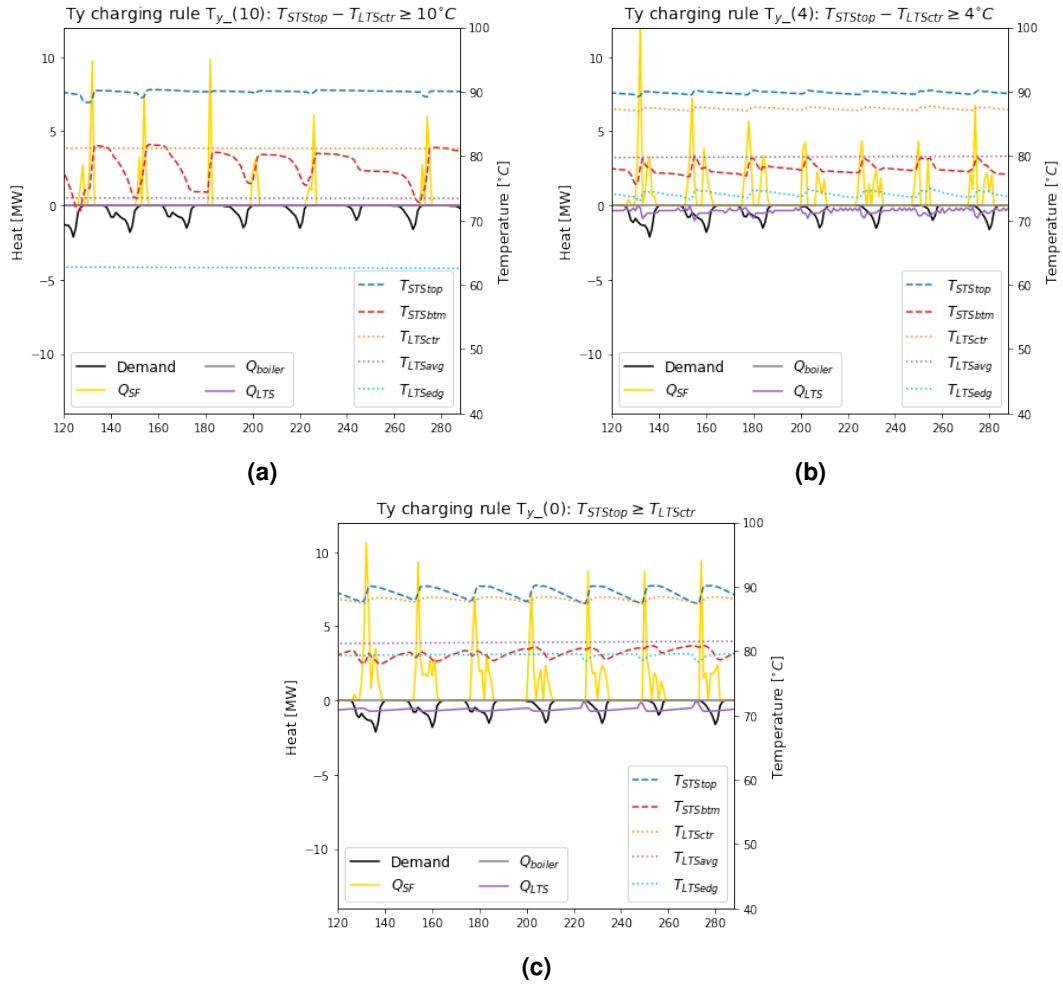 Ty charging rule T_y_(10): T_STStop − T_LTSctr ≥ 10°C
10
5
0
−5
−10
Heat [MW]
100
90
80
70
60
50
40
Temperature [°C]
T_STStop
T_STSbtm
T_LTSctr
T_LTSavg
T_LTSedg
Demand
Q_SF
Q_boiler
Q_LTS
120 140 160 180 200 220 240 260 280
(a)
Ty charging rule T_y_(4): T_STStop − T_LTSctr ≥ 4°C
10
5
0
−5
−10
Heat [MW]
100
90
80
70
60
50
40
Temperature [°C]
T_STStop
T_STSbtm
T_LTSctr
T_LTSavg
T_LTSedg
Demand
Q_SF
Q_boiler
Q_LTS
120 140 160 180 200 220 240 260 280
(b)
Ty charging rule T_y_(0): T_STStop ≥ T_LTSctr
10
5
0
−5
−10
Heat [MW]
100
90
80
70
60
50
40
Temperature [°C]
T_STStop
T_STSbtm
T_LTSctr
T_LTSavg
T_LTSedg
Demand
Q_SF
Q_boiler
Q_LTS
120 140 160 180 200 220 240 260 280
(c)